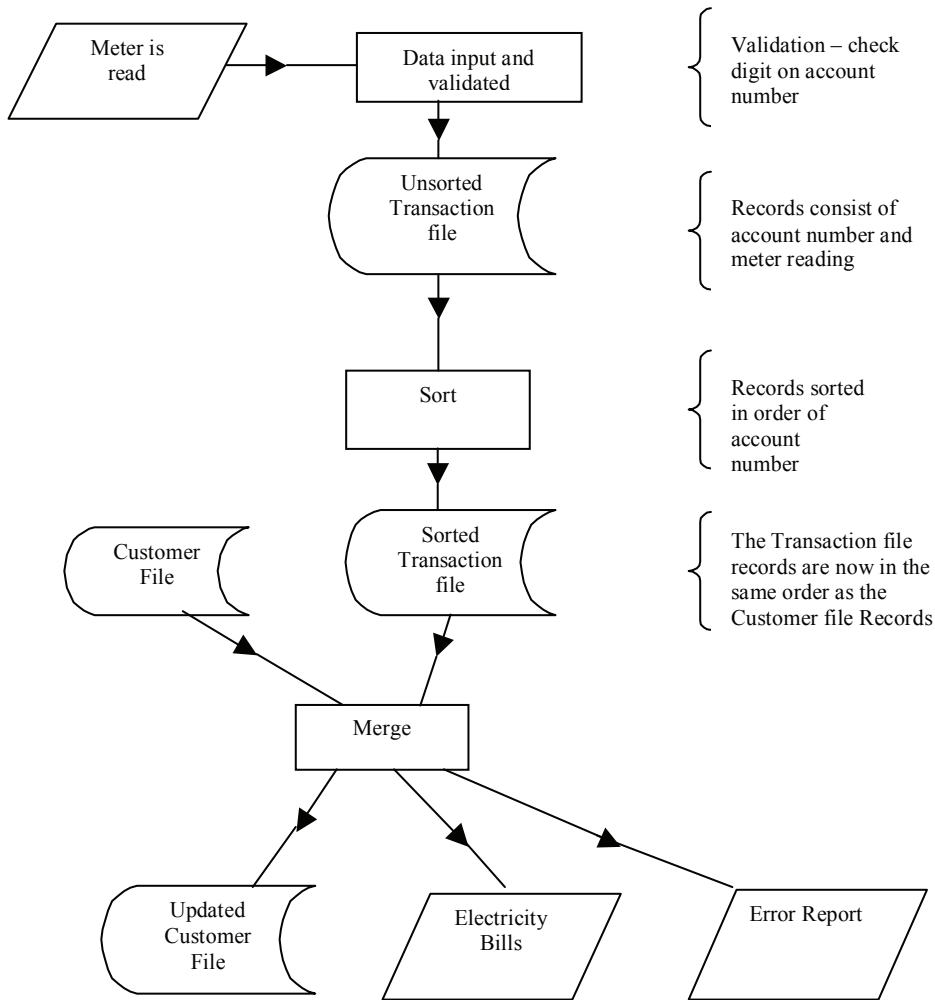 Meter is
read
Data input and
validated
Validation – check
digit on account
number
Unsorted
Transaction
file
Records consist of
account number and
meter reading
Sort
Records sorted
in order of
account
number
Customer
File
Sorted
Transaction
file
The Transaction file
records are now in the
same order as the
Customer file Records
Merge
Updated
Customer
File
Electricity
Bills
Error Report